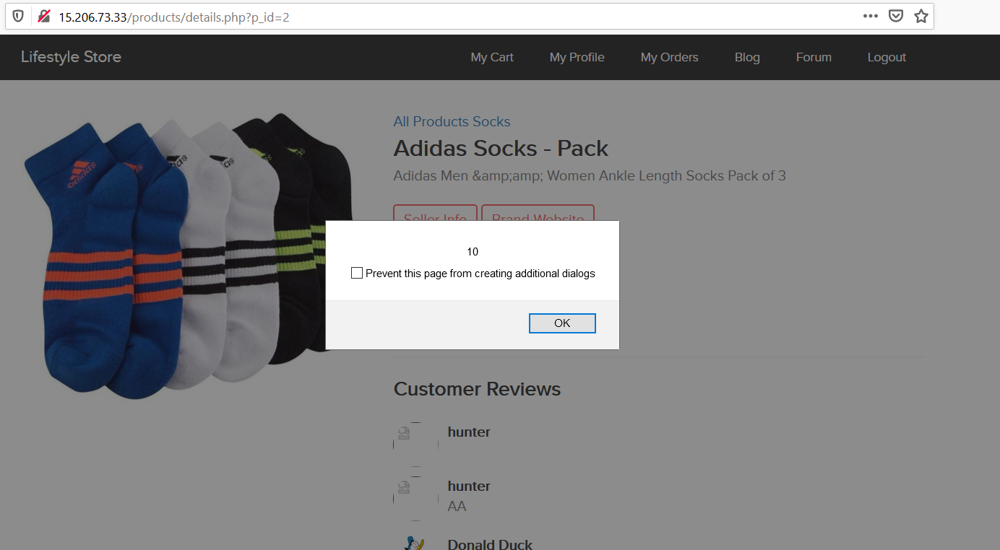 15.206.73.33/products/details.php?p_id=2
Lifestyle Store
My Cart
My Profile
My Orders
Blog
Forum
Logout
adidas
All Products Socks
Adidas Socks - Pack
Adidas Men &amp;amp; Women Ankle Length Socks Pack of 3
Seller Info
Brand Website
10
Prevent this page from creating additional dialogs
OK
Customer Reviews
hunter
hunter
AA
Donald Duck